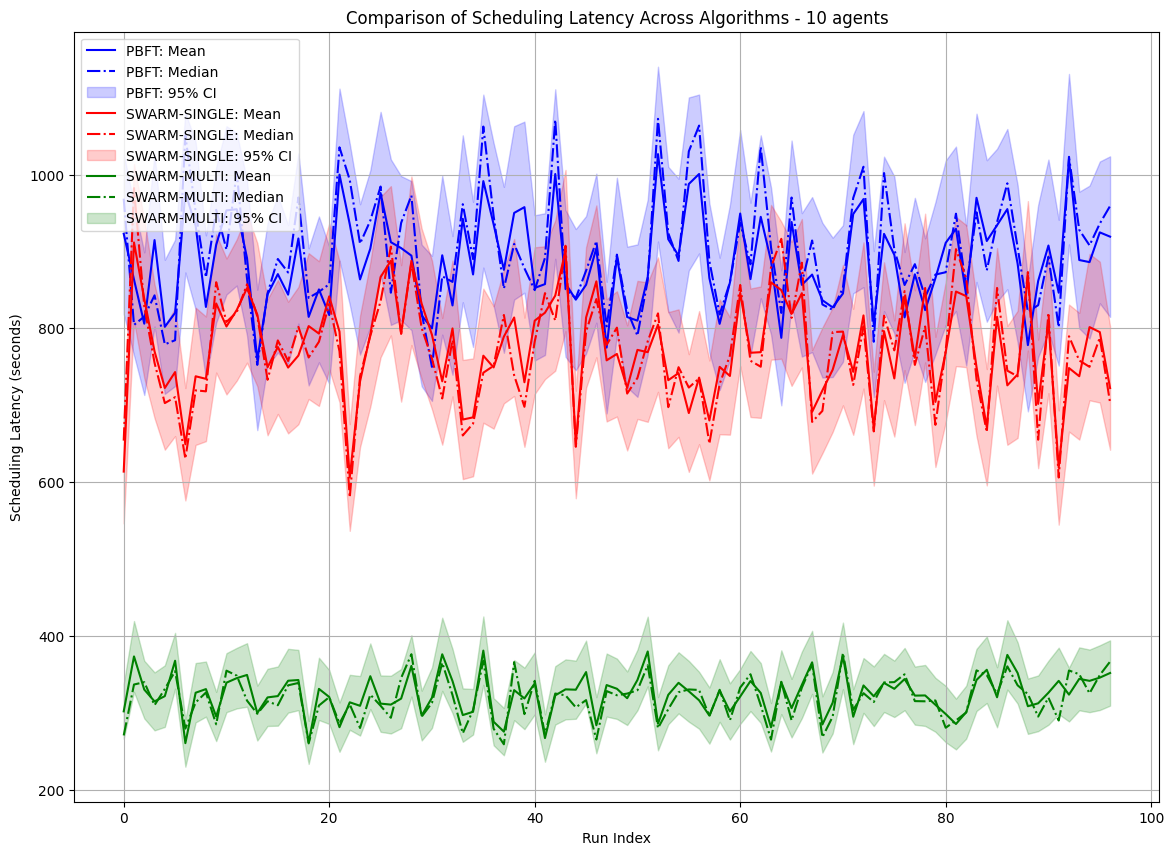 Comparison of Scheduling Latency Across Algorithms - 10 agents
PBFT: Mean
PBFT: Median
PBFT: 95% CI
SWARM-SINGLE: Mean
SWARM-SINGLE: Median
SWARM-SINGLE: 95% CI
SWARM-MULTI: Mean
SWARM-MULTI: Median
SWARM-MULTI: 95% CI
1000
800
600
400
200
Scheduling Latency (seconds)
0 20 40 60 80 100
Run Index